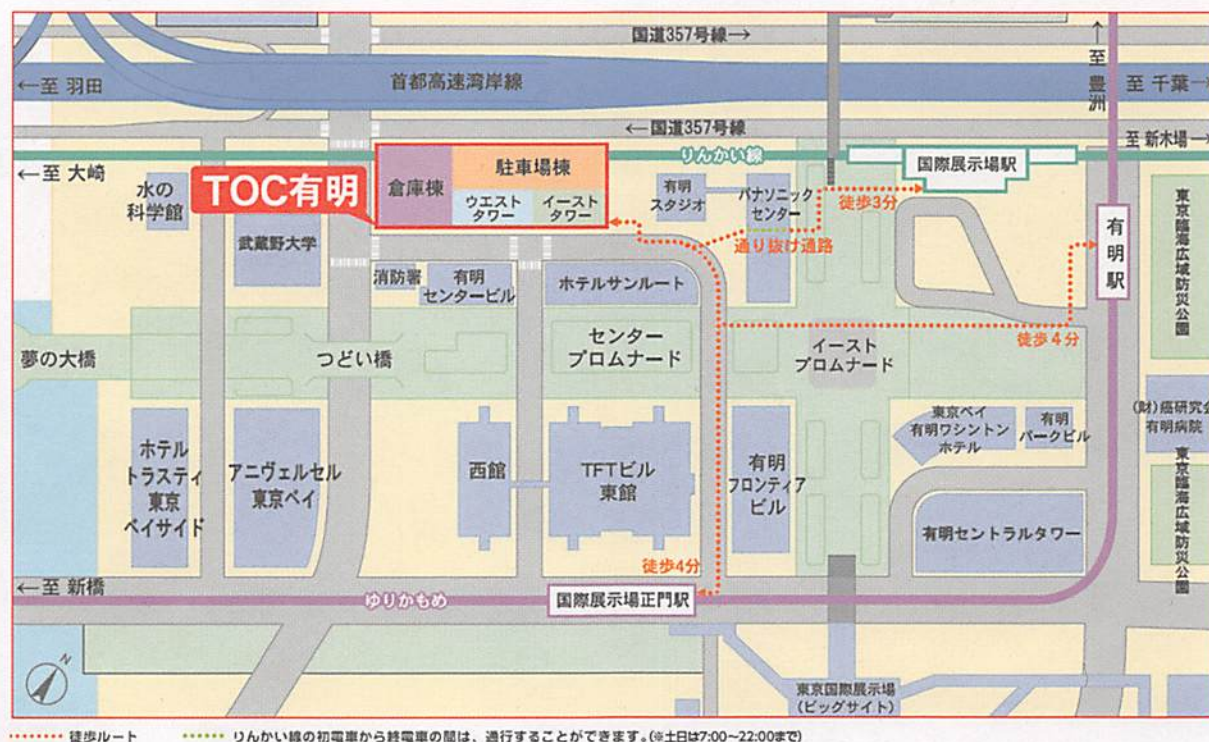 国道357号線→
←至 羽田
首都高速湾岸線
↑至 豊洲
至 千葉→
←国道357号線
至 新木場→
←至 大崎
りんかい線
国際展示場駅
水の
科学館
TOC有明
倉庫棟
駐車場棟
ウエスト
タワー
イースト
タワー
有明
スタジオ
パナソニック
センター
徒歩3分
通り抜け通路
有明駅
東京臨海広域防災公園
武蔵野大学
消防署
有明
センタービル
ホテルサンルート
徒歩4分
夢の大橋
つどい橋
センター
プロムナード
イースト
プロムナード
ホテル
トラスティ
東京
ベイサイド
アニヴェルセル
東京ベイ
西館
TFTビル
東館
有明
フロンティア
ビル
東京ベイ
有明ワシントン
ホテル
有明
パークビル
(財)癌研究会
有明病院
東京臨海広域防災公園
有明セントラルタワー
徒歩4分
←至 新橋
ゆりかもめ
国際展示場正門駅
N
東京国際展示場
(ビッグサイト)
徒歩ルート
りんかい線の初電車から終電車の間は、通行することができます。(※土日は7:00~22:00まで)